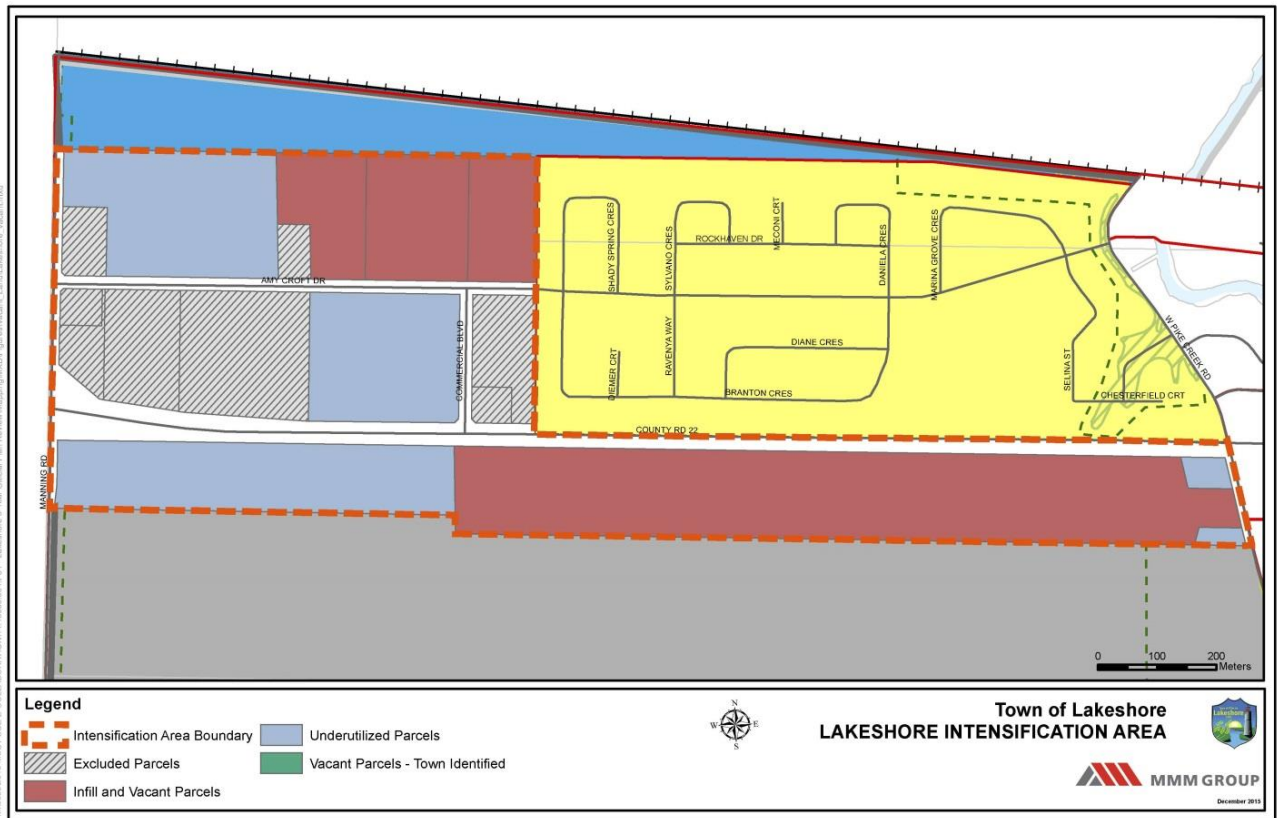 SHADY SPRING CRES
SYLVANO CRES
MECONI CRT
ROCKHAVEN DR
DANIELA CRES
MARINA GROVE CRES
AMY CROFT DR
COMMERCIAL BLVD
DIEMER CRT
RAVENYA WAY
DIANE CRES
BRANTON CRES
SELINA ST
W PIKE CREEK RD
CHESTERFIELD CRT
COUNTY RD 22
MANNING RD
0 100 200
Meters
Legend
Intensification Area Boundary
Underutilized Parcels
Excluded Parcels
Vacant Parcels - Town Identified
Infill and Vacant Parcels
N
W E
S
Town of Lakeshore
LAKESHORE INTENSIFICATION AREA
Lakeshore
MMM GROUP
December 2013